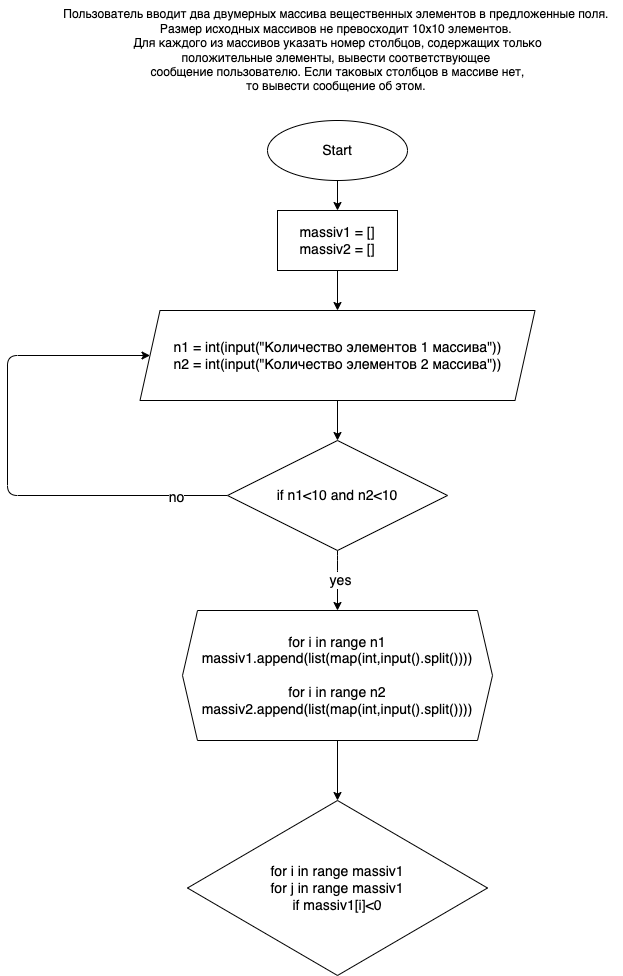 Пользователь вводит два двумерных массива вещественных элементов в предложенные поля.
Размер исходных массивов не превосходит 10х10 элементов.
Для каждого из массивов указать номер столбцов, содержащих только
положительные элементы, вывести соответствующее
сообщение пользователю. Если таковых столбцов в массиве нет,
то вывести сообщение об этом.
Start
massiv1 = []
massiv2 = []
n1 = int(input("Количество элементов 1 массива"))
n2 = int(input("Количество элементов 2 массива"))
if n1<10 and n2<10
no
yes
for i in range n1
massiv1.append(list(map(int,input().split())))
for i in range n2
massiv2.append(list(map(int,input().split())))
for i in range massiv1
for j in range massiv1
if massiv1[i]<0